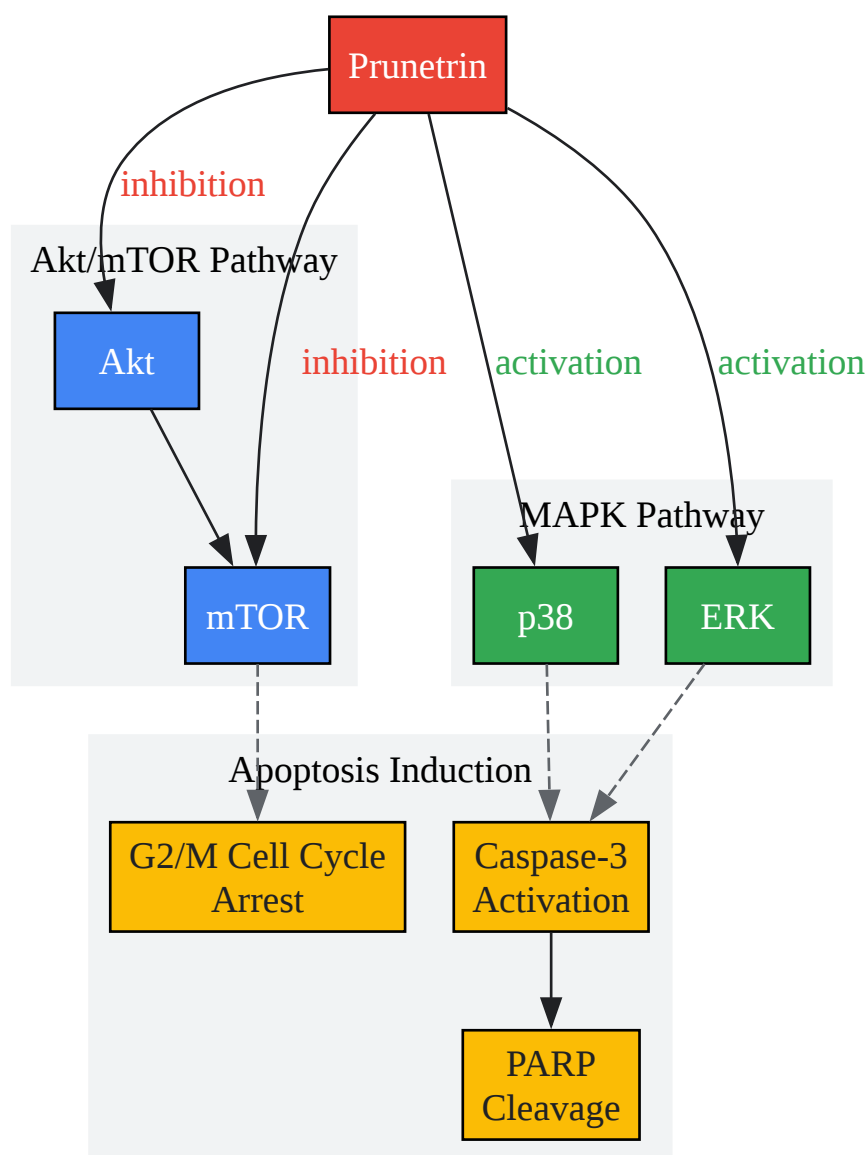 Prunetrin
inhibition
Akt/mTOR Pathway
Akt
inhibition
activation
activation
MAPK Pathway
mTOR
p38
ERK
Apoptosis Induction
G2/M Cell Cycle
Arrest
Caspase-3
Activation
PARP
Cleavage